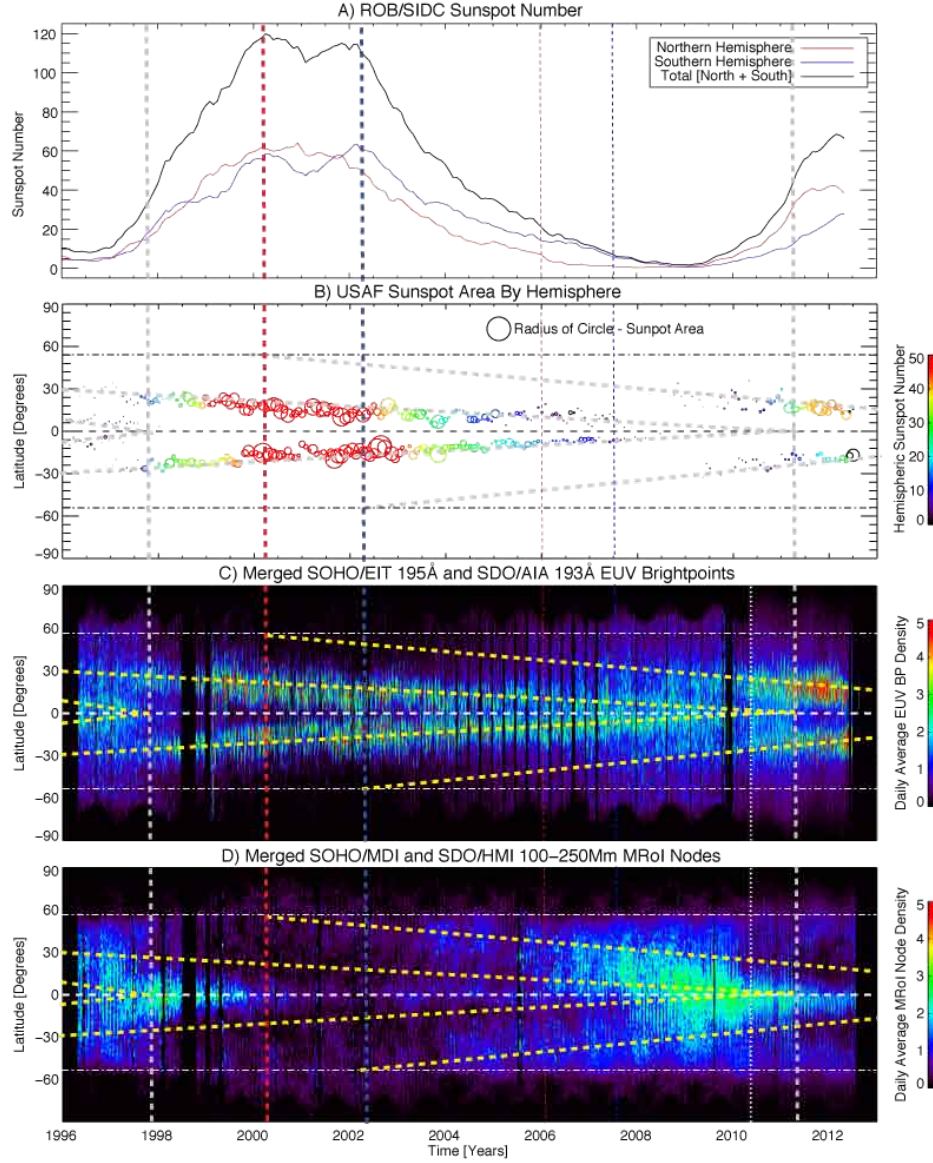 A) ROB/SIDC Sunspot Number
120
100
80
60
40
20
0
Sunspot Number
Northern Hemisphere
Southern Hemisphere
Total [North + South]
B) USAF Sunspot Area By Hemisphere
90
60
30
0
−30
−60
−90
Latitude [Degrees]
Radius of Circle - Sunpot Area
50
40
30
20
10
0
Hemispheric Sunspot Number
C) Merged SOHO/EIT 195Å and SDO/AIA 193Å EUV Brightpoints
90
60
30
0
−30
−60
−90
Latitude [Degrees]
5
4
3
2
1
0
Daily Average EUV BP Density
D) Merged SOHO/MDI and SDO/HMI 100−250Mm MRoI Nodes
90
60
30
0
−30
−60
Latitude [Degrees]
5
4
3
2
1
0
Daily Average MRoI Node Density
1996 1998 2000 2002 2004 2006 2008 2010 2012
Time [Years]